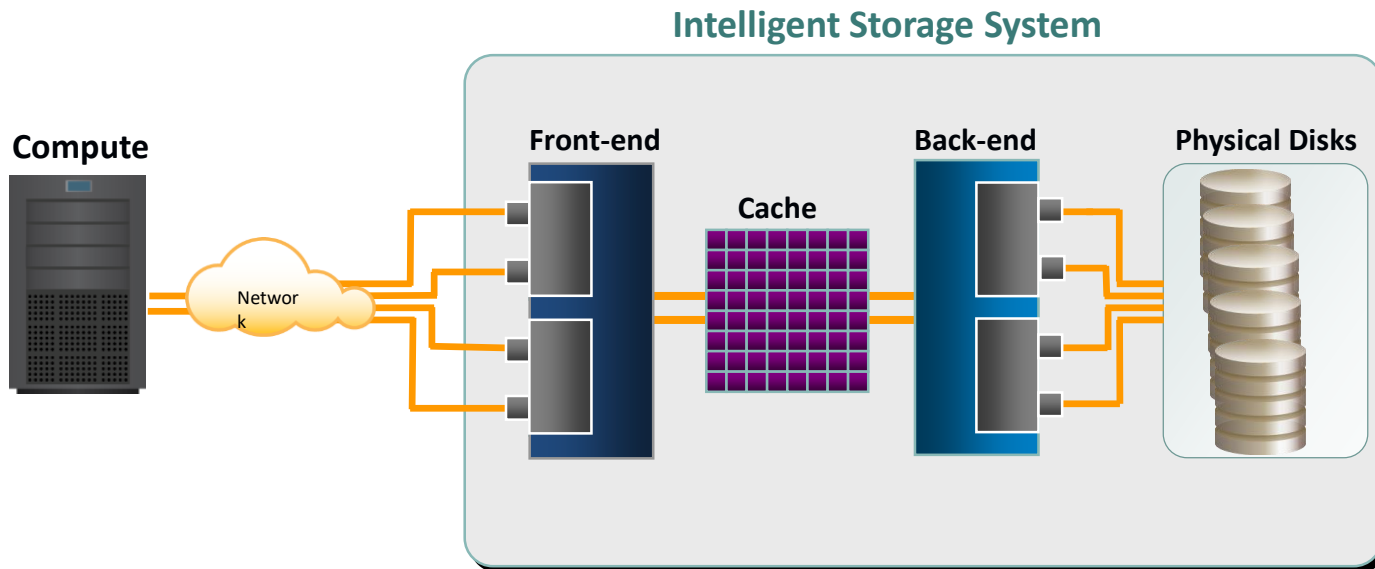 Intelligent Storage System
Compute
Front-end
Back-end
Physical Disks
Cache
Networ
k